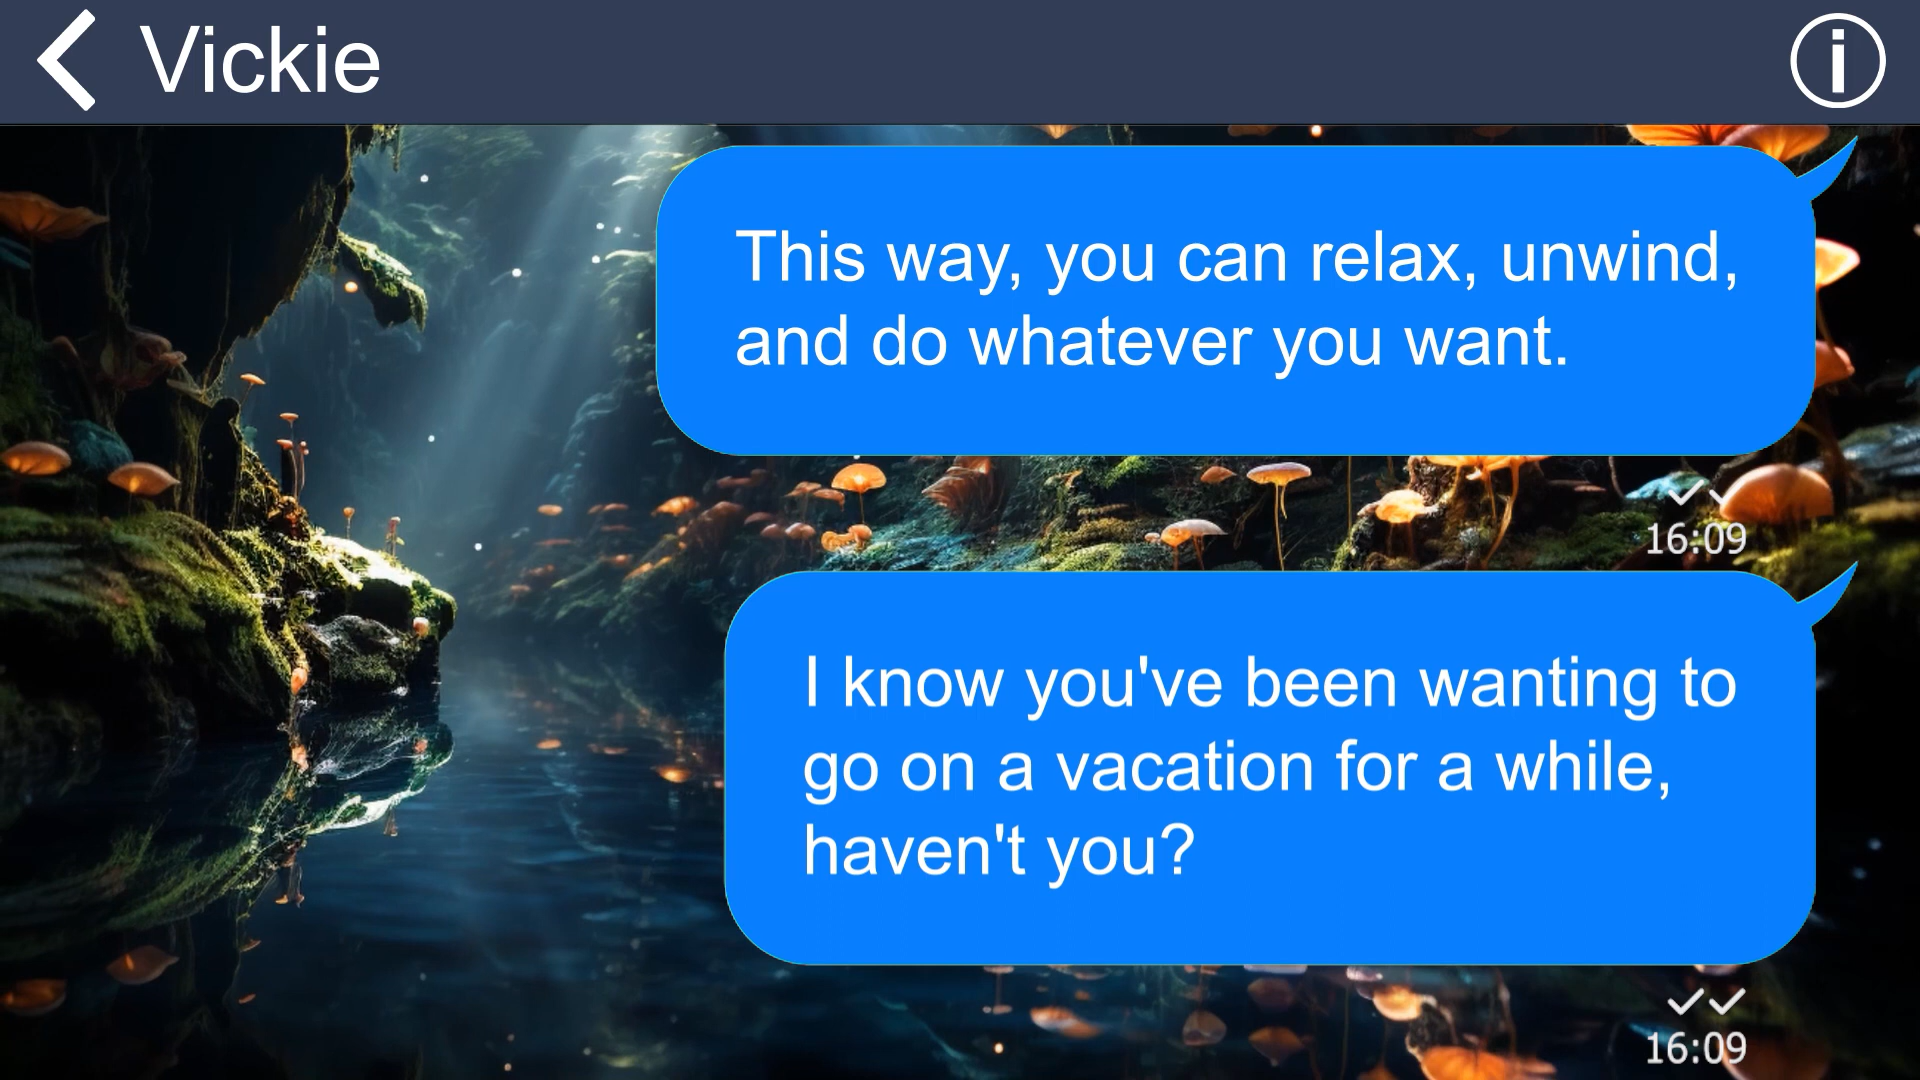 Vickie
This way, you can relax, unwind,
and do whatever you want.
16:09
I know you've been wanting to
go on a vacation for a while,
haven't you?
16:09